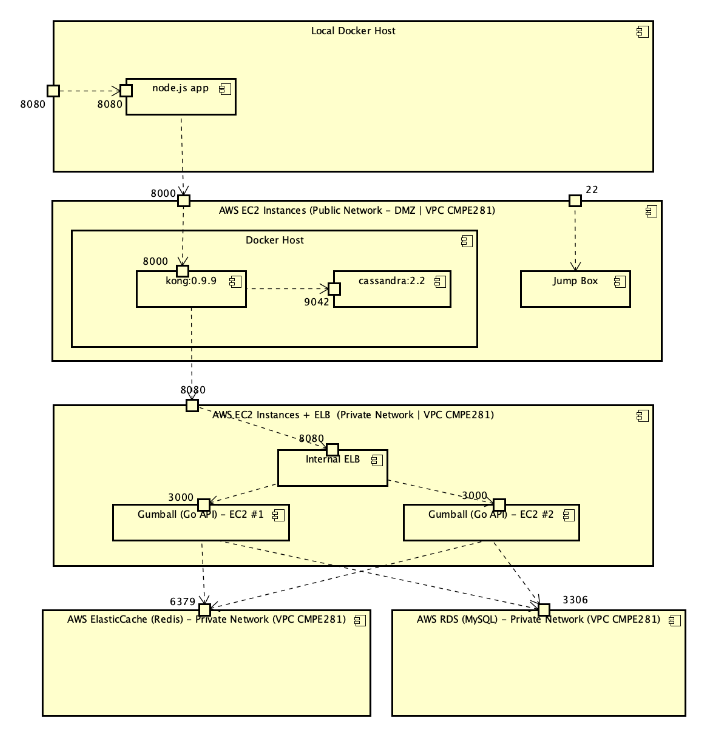 Local Docker Host
node.js app
8080
8080
8000
22
AWS EC2 Instances (Public Network - DMZ | VPC CMPE281)
Docker Host
8000
kong:0.9.9
cassandra:2.2
Jump Box
9042
8080
AWS EC2 Instances + ELB (Private Network | VPC CMPE281)
8080
Internal ELB
3000
3000
Gumball (Go API) - EC2 #1
Gumball (Go API) - EC2 #2
6379
3306
AWS ElasticCache (Redis) - Private Network (VPC CMPE281)
AWS RDS (MySQL) - Private Network (VPC CMPE281)